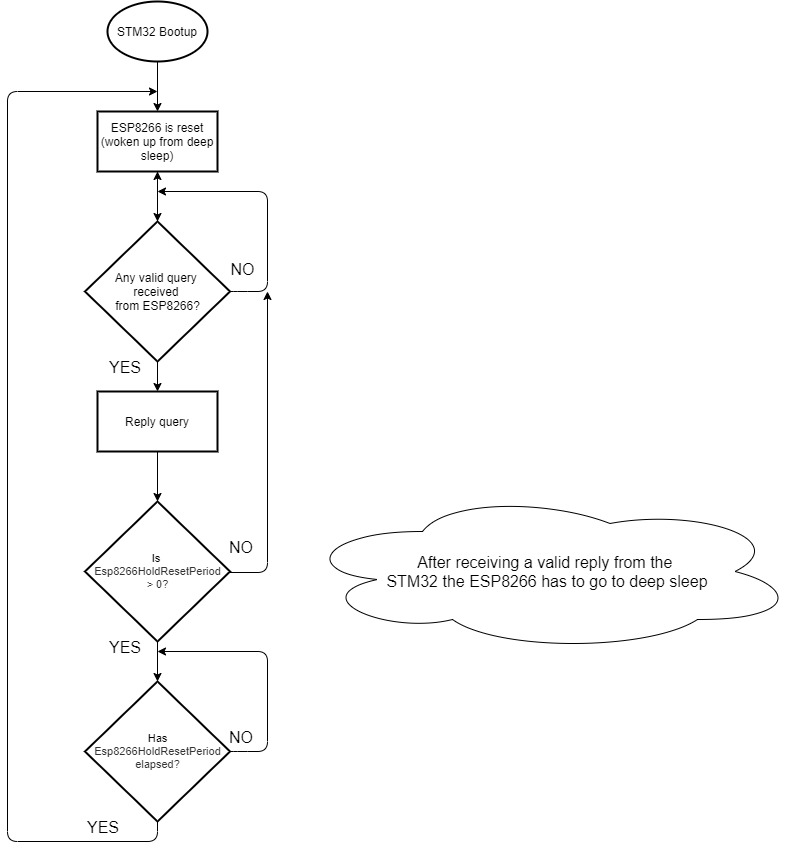 STM32 Bootup
ESP8266 is reset
(woken up from deep
sleep)
NO
Any valid query
received
from ESP8266?
YES
Reply query
NO
Is
Esp8266HoldResetPeriod
> 0?
After receiving a valid reply from the
STM32 the ESP8266 has to go to deep sleep
YES
NO
Has
Esp8266HoldResetPeriod
elapsed?
YES